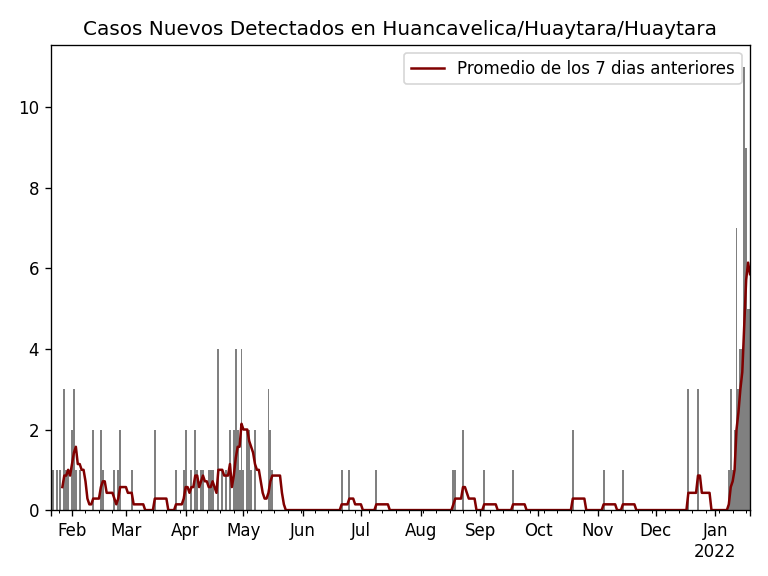 Casos Nuevos Detectados en Huancavelica/Huaytara/Huaytara
Promedio de los 7 dias anteriores
10
8
6
4
2
0
Feb Mar Apr May Jun Jul Aug Sep Oct Nov Dec Jan
2022